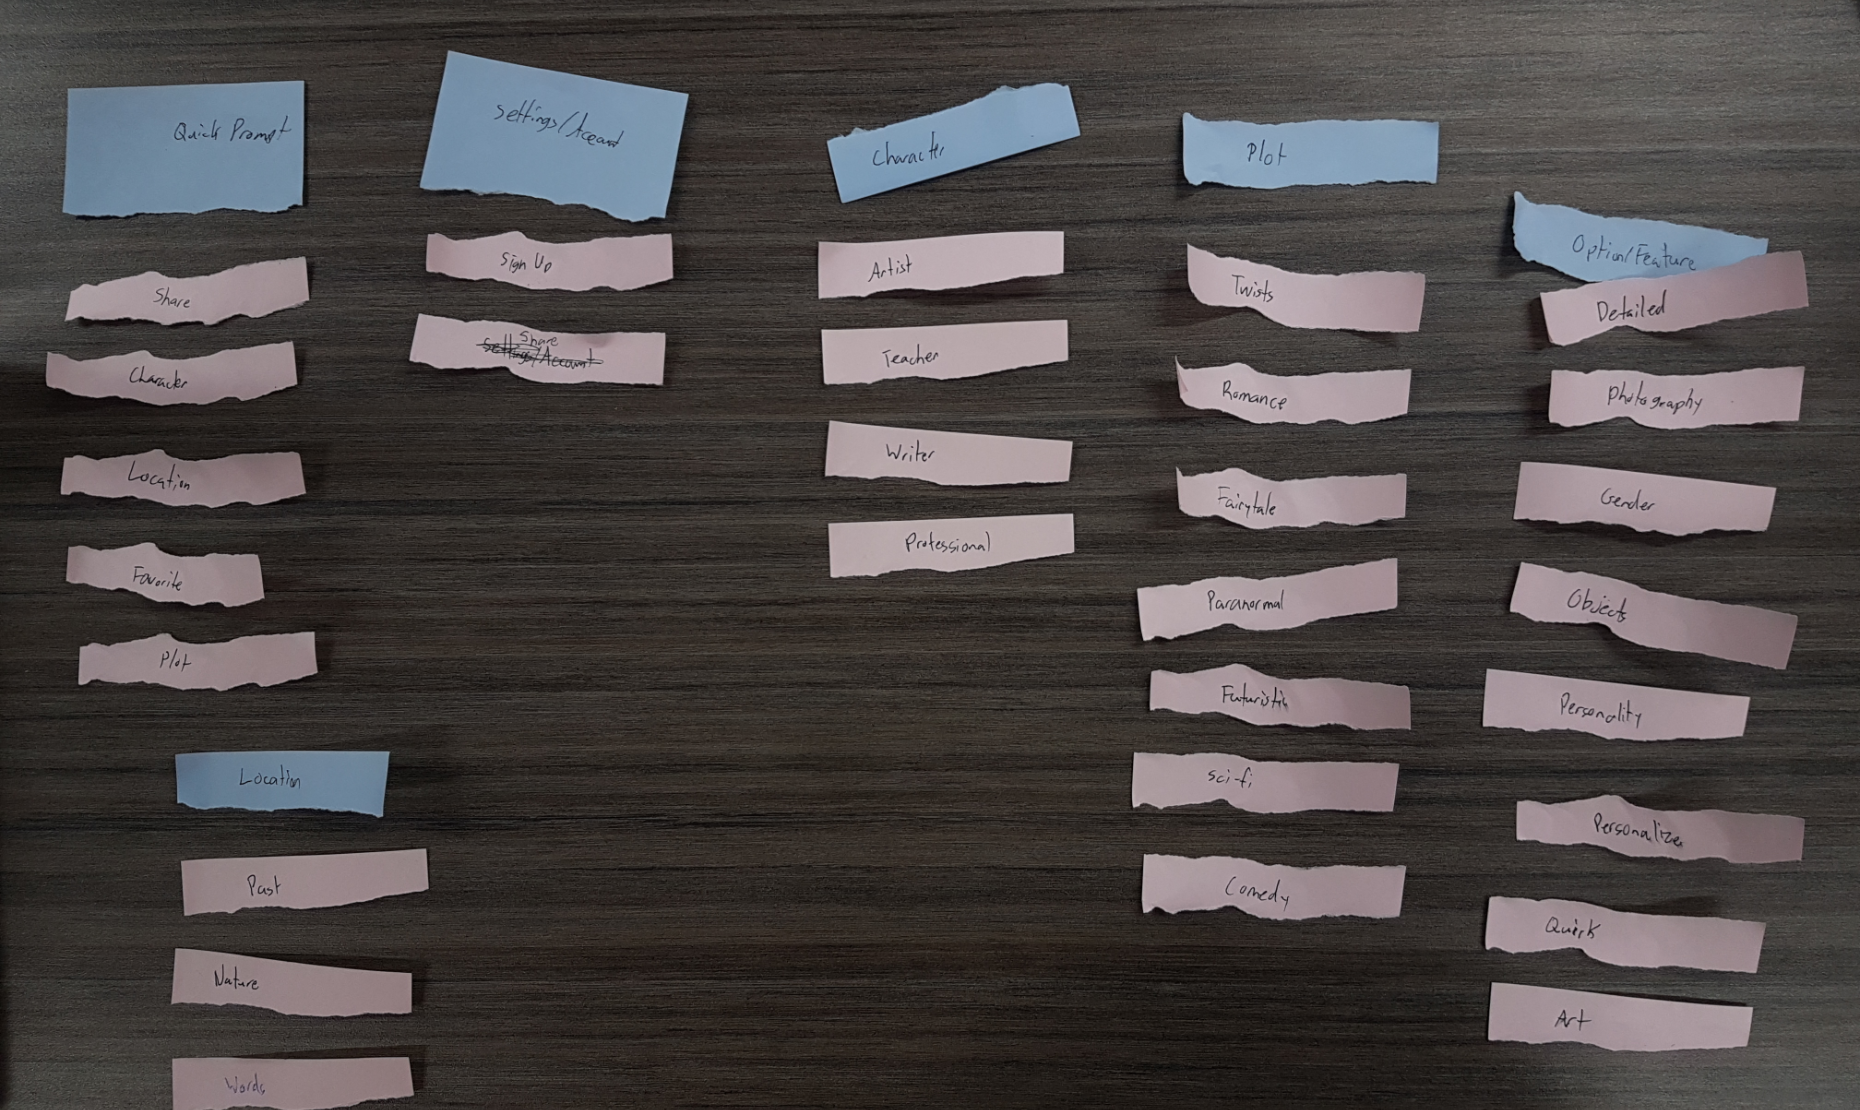 Quick Prompt
Share
Character
Location
Favorite
Plot
Location
Past
Nature
Words
Settings/Account
Sign Up
Share
Settings/Account
Character
Artist
Teacher
Writer
Professional
Plot
Twists
Romance
Fairytale
Paranormal
Futuristic
Sci-fi
Comedy
Option/Feature
Detailed
Photography
Gender
Objects
Personality
Personalize
Quirk
Art